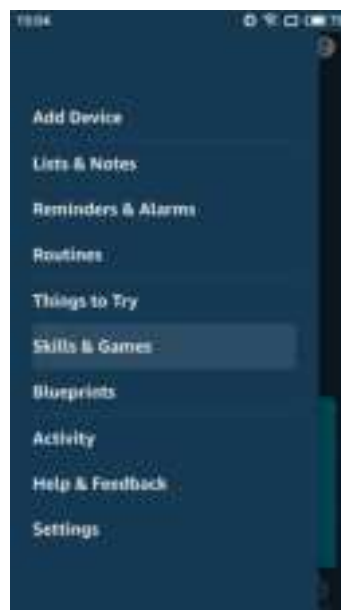 Add Device
Lists & Notes
Reminders & Alarms
Routines
Things to Try
Skills & Games
Blueprints
Activity
Help & Feedback
Settings